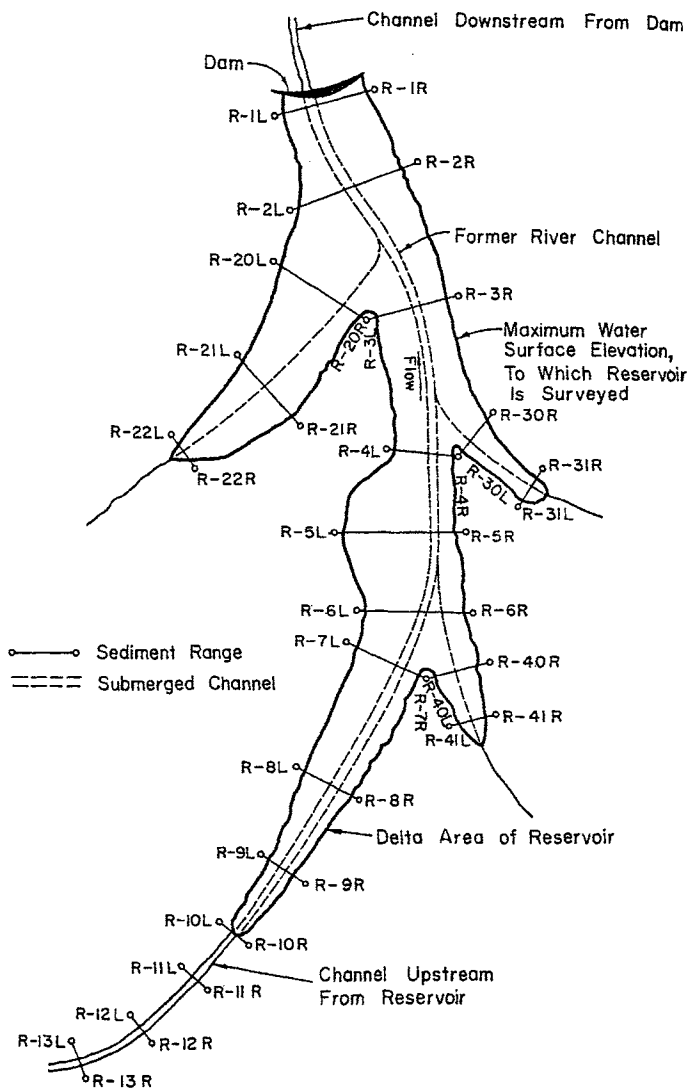 Channel Downstream From Dam
Dam
R-1R
R-1L
R-2R
R-2L
Former River Channel
R-20L
R-3R
R-20R
R-3L
Flow
Maximum Water
Surface Elevation,
To Which Reservoir
Is Surveyed
R-21L
R-30R
R-21R
R-22L
R-4L
R-31R
R-22R
R-30L
R-4R
R-31L
R-5L
R-5R
R-6L
R-6R
R-7L
Sediment Range
R-40R
Submerged Channel
R-40L
R-7R
R-41R
R-41L
R-8L
R-8R
Delta Area of Reservoir
R-9L
R-9R
R-10L
R-10R
R-11L
R-11R
Channel Upstream
From Reservoir
R-12L
R-12R
R-13L
R-13R